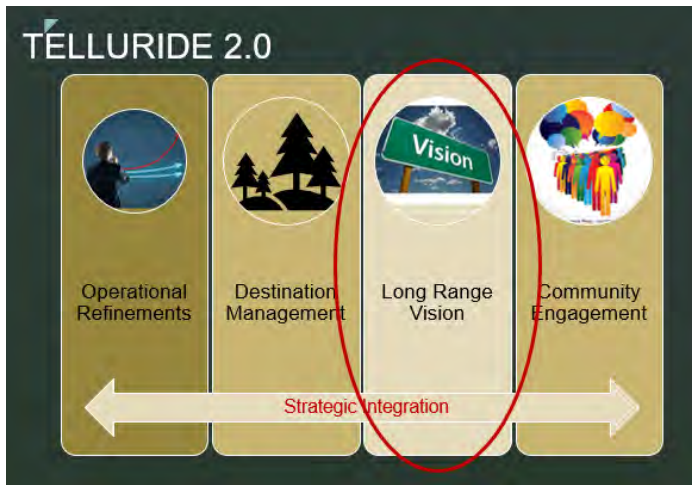 TELLURIDE 2.0
Vision
Operational
Refinements
Destination
Management
Long Range
Vision
Community
Engagement
Strategic Integration